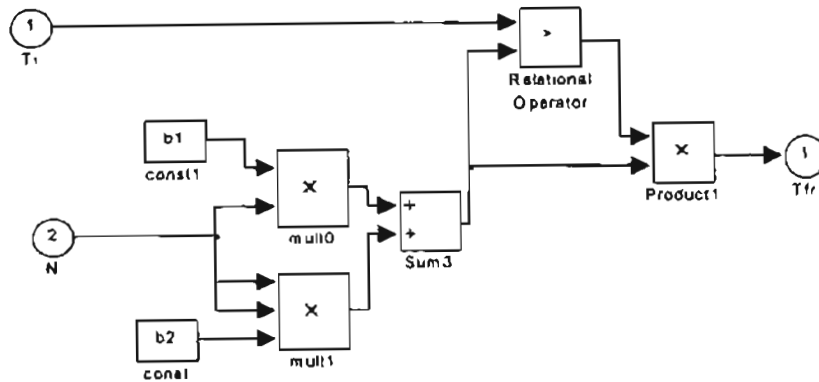 1
T1
>
Relational
Operator
b1
const1
×
mult0
+
+
Sum3
×
Product1
1
Tfr
2
N
×
mult1
b2
const